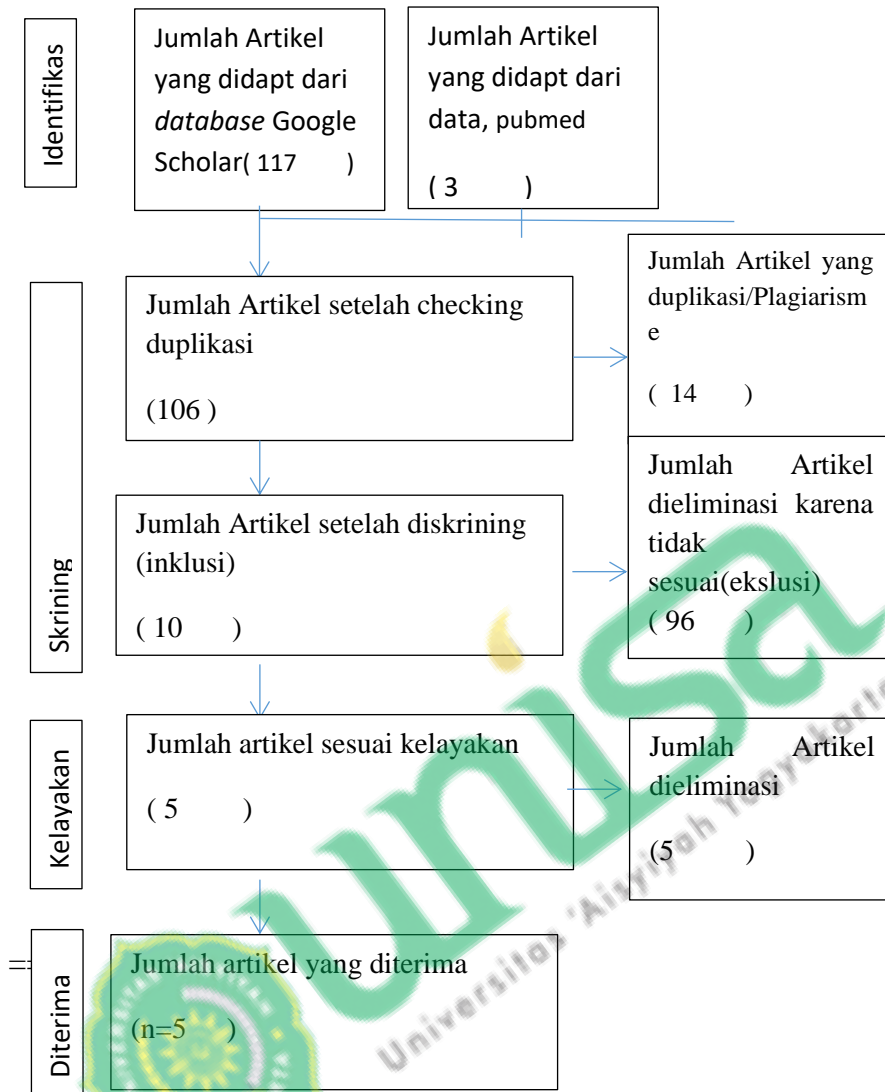 Identifikas
Jumlah Artikel
yang didapt dari
database Google
Scholar( 117 )
Jumlah Artikel
yang didapt dari
data, pubmed
( 3 )
Skrining
Jumlah Artikel setelah checking
duplikasi
(106 )
Jumlah Artikel yang
duplikasi/Plagiarism
e
( 14 )
Jumlah Artikel setelah diskrining
(inklusi)
( 10 )
Jumlah Artikel
dieliminasi karena
tidak
sesuai(ekslusi)
( 96 )
Kelayakan
Jumlah artikel sesuai kelayakan
( 5 )
Jumlah Artikel
dieliminasi
(5 )
Diterima
Jumlah artikel yang diterima
(n=5 )
unisa
Universitas 'Aisyiyah Yogyakarta